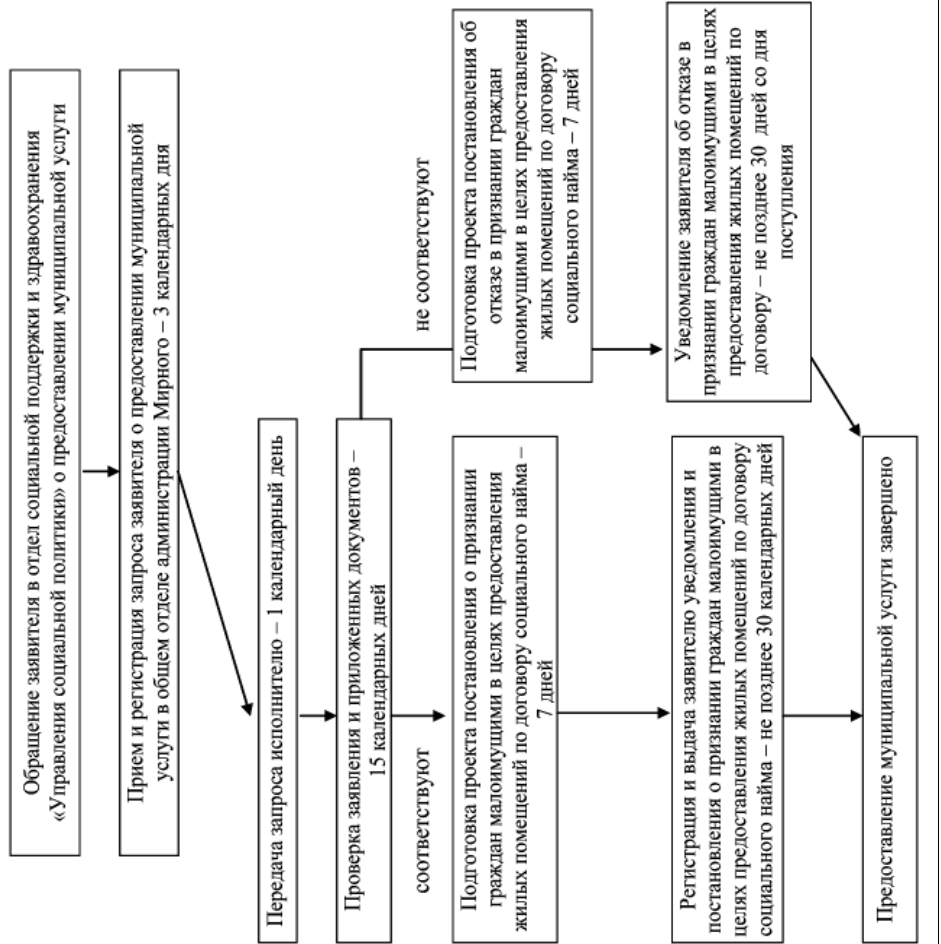 Обращение заявителя в отдел социальной поддержки и здравоохранения
«Управления социальной политики» о предоставлении муниципальной услуги
Прием и регистрация запроса заявителя о предоставлении муниципальной
услуги в общем отделе администрации Мирного – 3 календарных дня
Передача запроса исполнителю – 1 календарный день
Проверка заявления и приложенных документов –
15 календарных дней
соответствуют
не соответствуют
Подготовка проекта постановления о признании
граждан малоимущими в целях предоставления
жилых помещений по договору социального найма –
7 дней
Подготовка проекта постановления об
отказе в признании граждан
малоимущими в целях предоставления
жилых помещений по договору
социального найма – 7 дней
Регистрация и выдача заявителю уведомления и
постановления о признании граждан малоимущими в
целях предоставления жилых помещений по договору
социального найма – не позднее 30 календарных дней
Уведомление заявителя об отказе в
признании граждан малоимущими в целях
предоставления жилых помещений по
договору – не позднее 30 дней со дня
поступления
Предоставление муниципальной услуги завершено